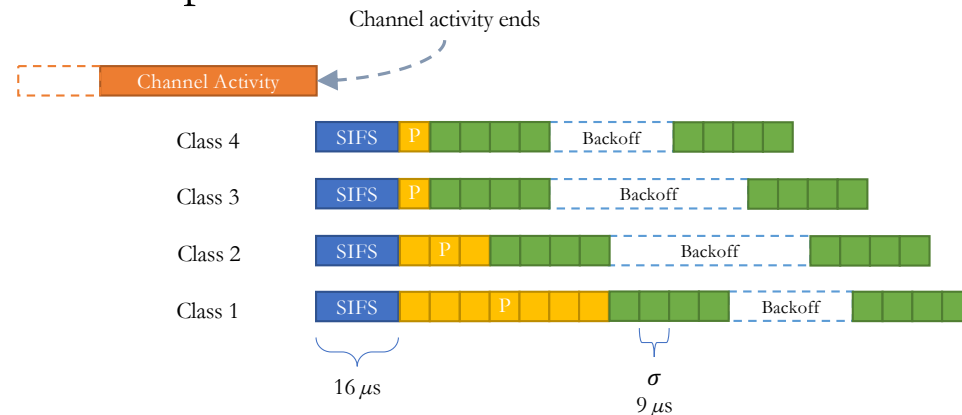 Channel activity ends
Channel Activity
Class 4 SIFS P Backoff
Class 3 SIFS P Backoff
Class 2 SIFS P Backoff
Class 1 SIFS P Backoff
16 μs
σ
9 μs